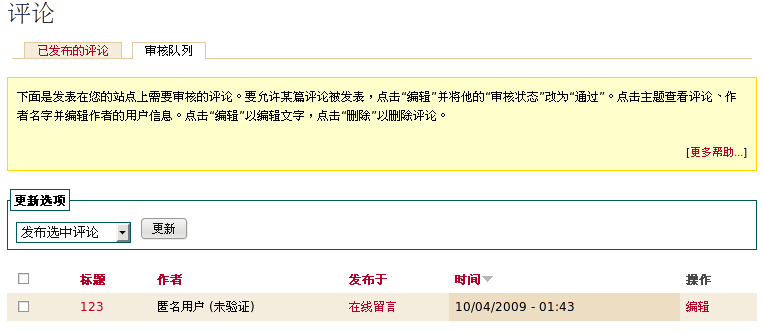 评论
已发布的评论 审核队列
下面是发表在您的站点上需要审核的评论。要允许某篇评论被发表，点击“编辑”并将他的“审核状态”改为“通过”。点击主题查看评论、作
者名字并编辑作者的用户信息。点击“编辑”以编辑文字，点击“删除”以删除评论。
[更多帮助...]
更新选项
发布选中评论 更新
标题 作者 发布于 时间 操作
123 匿名用户 (未验证) 在线留言 10/04/2009 - 01:43 编辑